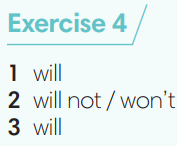 Exercise 4
1 will
2 will not / won't
3 will